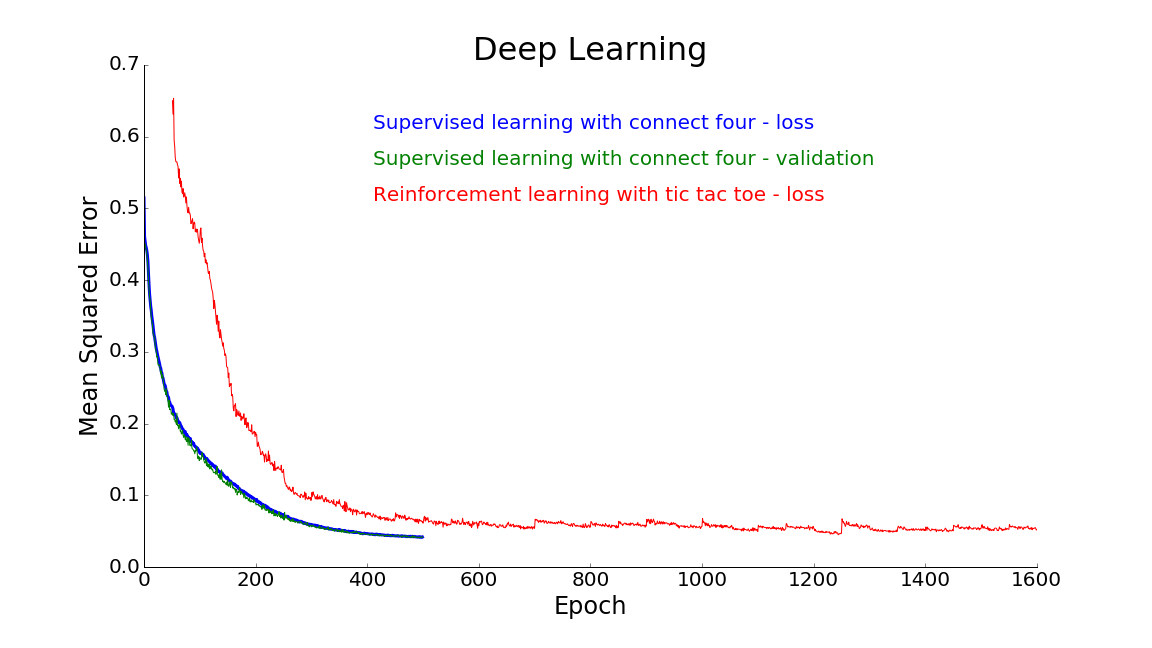 Deep Learning
Supervised learning with connect four - loss
Supervised learning with connect four - validation
Reinforcement learning with tic tac toe - loss
Mean Squared Error
0.7
0.6
0.5
0.4
0.3
0.2
0.1
0.0
0 200 400 600 800 1000 1200 1400 1600
Epoch